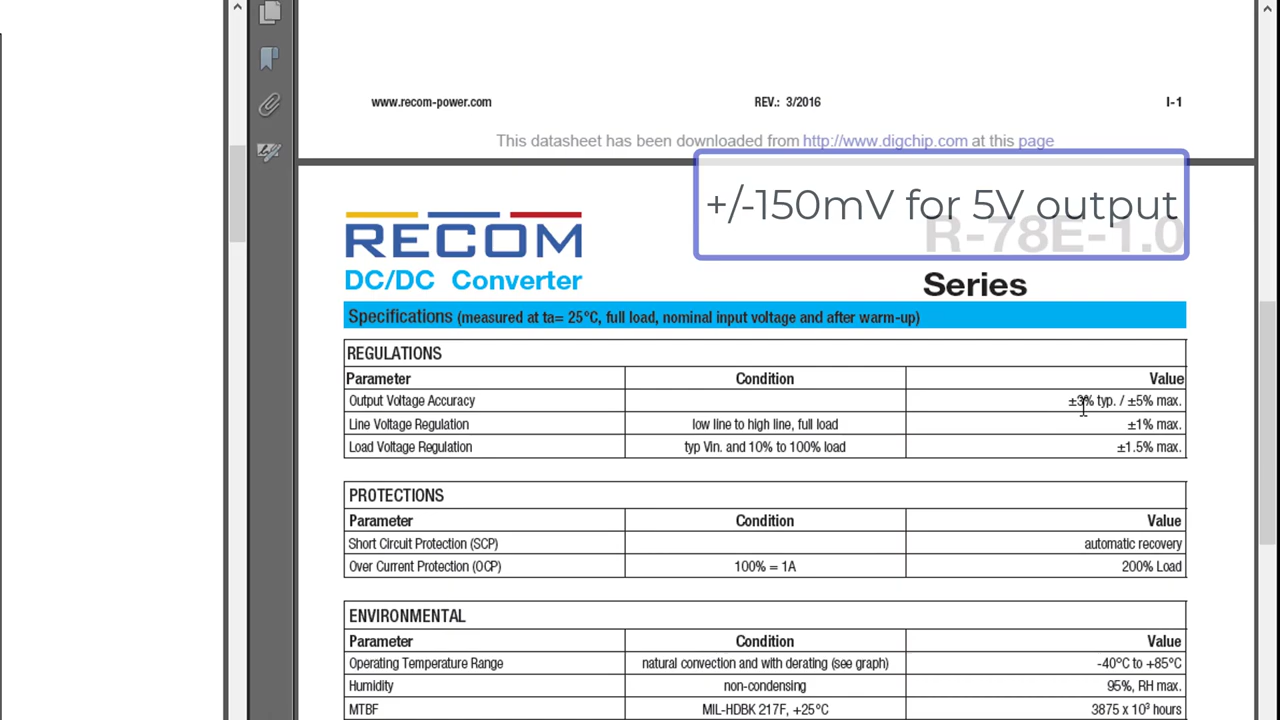 www.recom-power.com REV.: 3/2016 I-1
This datasheet has been downloaded from http://www.digchip.com at this page
+/-150mV for 5V output
RECOM R-78E-1.0
DC/DC Converter Series
Specifications (measured at ta= 25°C, full load, nominal input voltage and after warm-up)
REGULATIONS
Parameter Condition Value
Output Voltage Accuracy ±3% typ. / ±5% max.
Line Voltage Regulation low line to high line, full load ±1% max.
Load Voltage Regulation typ Vin. and 10% to 100% load ±1.5% max.
PROTECTIONS
Parameter Condition Value
Short Circuit Protection (SCP) automatic recovery
Over Current Protection (OCP) 100% = 1A 200% Load
ENVIRONMENTAL
Parameter Condition Value
Operating Temperature Range natural convection and with derating (see graph) -40°C to +85°C
Humidity non-condensing 95%, RH max.
MTBF MIL-HDBK 217F, +25°C 3875 x 10³ hours